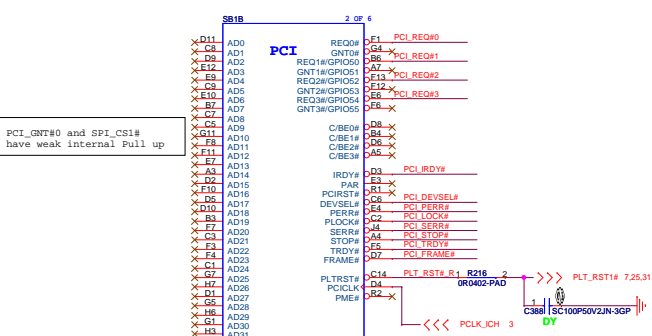 SB1B 2 OF 6
PCI
PCI_GNT#0 and SPI_CS1#
have weak internal Pull up
D11 AD0 REQ0# F1 PCI_REQ#0
C8 AD1 GNT0# G4
D9 AD2 REQ1#/GPIO50 B6 PCI_REQ#1
E12 AD3 GNT1#/GPIO51 A7
E9 AD4 REQ2#/GPIO52 F13 PCI_REQ#2
C9 AD5 GNT2#/GPIO53 F12
E10 AD6 REQ3#/GPIO54 E6 PCI_REQ#3
B7 AD7 GNT3#/GPIO55 F6
C7 AD8
C5 AD9 C/BE0# D8
G11 AD10 C/BE1# B4
F8 AD11 C/BE2# D6
F11 AD12 C/BE3# A5
E7 AD13
A3 AD14 IRDY# D3 PCI_IRDY#
D2 AD15 PAR E3
F10 AD16 PCIRST# R1
D5 AD17 DEVSEL# C6 PCI_DEVSEL#
D10 AD18 PERR# E4 PCI_PERR#
B3 AD19 PLOCK# C2 PCI_LOCK#
F7 AD20 SERR# J4 PCI_SERR#
C3 AD21 STOP# A4 PCI_STOP#
F3 AD22 TRDY# F5 PCI_TRDY#
F4 AD23 FRAME# D7 PCI_FRAME#
C1 AD24
G7 AD25 PLTRST# C14 PLT_RST#_R 1 R216 2 PLT_RST1# 7,25,31
H7 AD26 PCICLK D4 0R0402-PAD
D1 AD27 PME# R2
G5 AD28
H6 AD29
G1 AD30
H3 AD31
PCLK_ICH 3
1 C388 SC100P50V2JN-3GP
DY